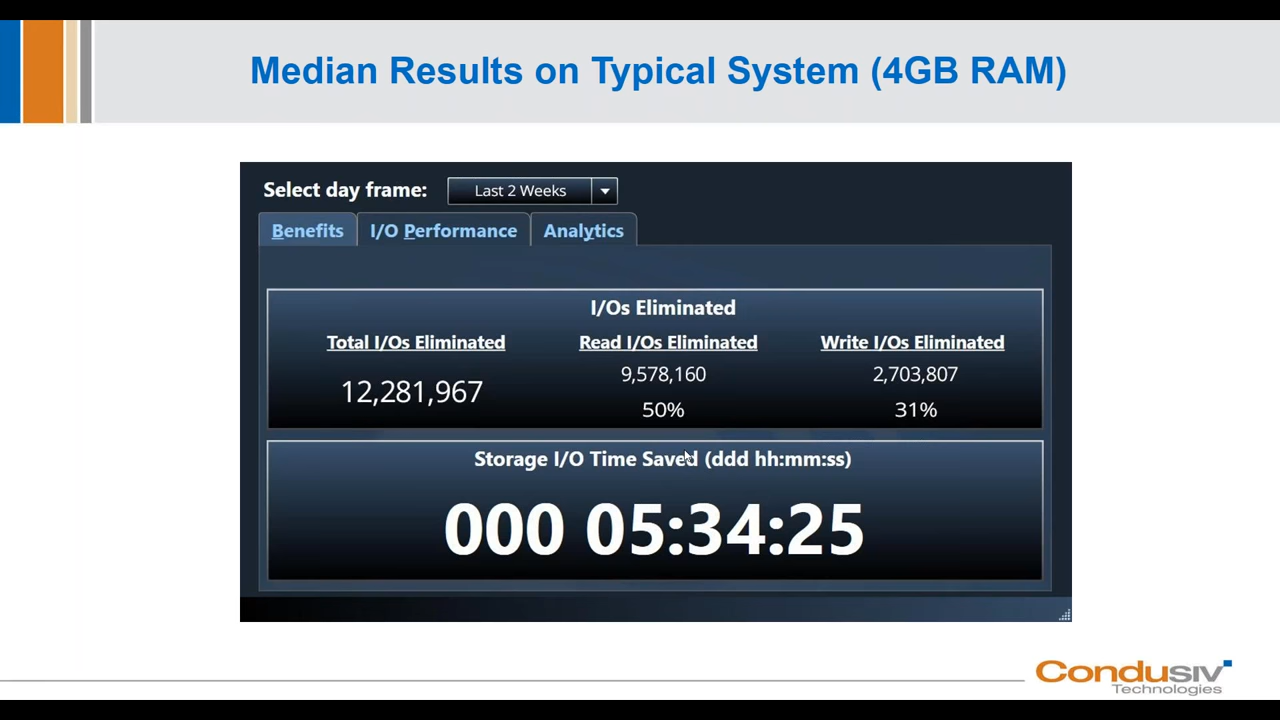 Median Results on Typical System (4GB RAM)
Select day frame: Last 2 Weeks
Benefits I/O Performance Analytics
I/Os Eliminated
Total I/Os Eliminated Read I/Os Eliminated Write I/Os Eliminated
12,281,967 9,578,160 2,703,807
50% 31%
Storage I/O Time Saved (ddd hh:mm:ss)
000 05:34:25
Condusiv
Technologies